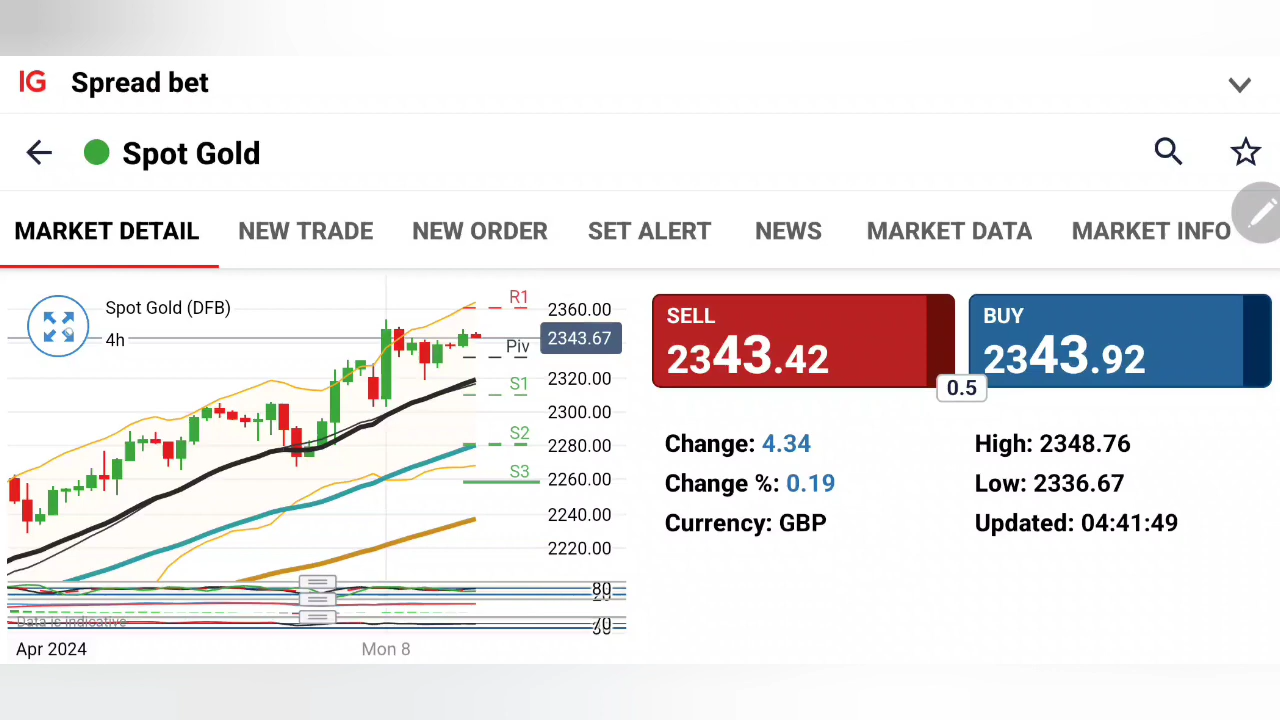 IG Spread bet
Spot Gold
MARKET DETAIL NEW TRADE NEW ORDER SET ALERT NEWS MARKET DATA MARKET INFO
Spot Gold (DFB)
4h
R1
Piv
S1
S2
S3
2360.00
2343.67
2320.00
2300.00
2280.00
2260.00
2240.00
2220.00
80
20
Data is indicative
70
30
Apr 2024 Mon 8
SELL
2343.42
BUY
2343.92
0.5
Change: 4.34
Change %: 0.19
Currency: GBP
High: 2348.76
Low: 2336.67
Updated: 04:41:49